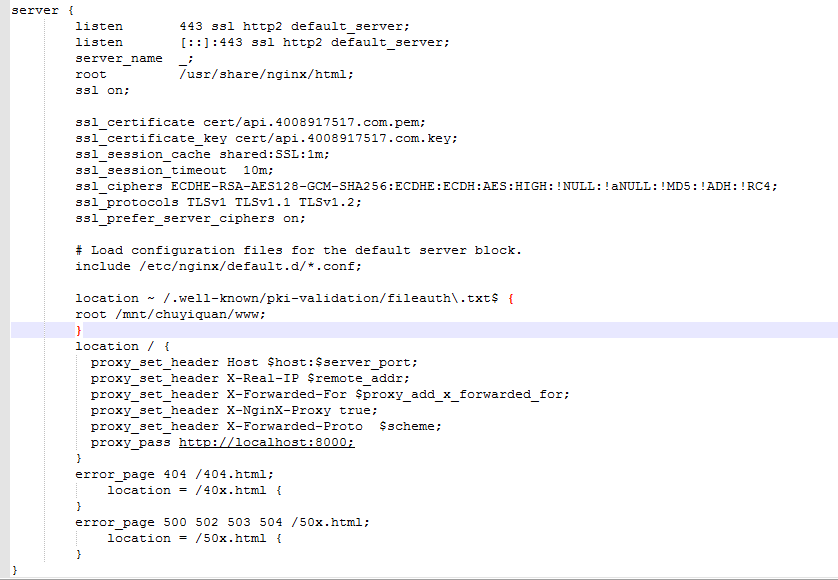 server {
listen       443 ssl http2 default_server;
listen       [::]:443 ssl http2 default_server;
server_name  _;
root         /usr/share/nginx/html;
ssl on;
ssl_certificate cert/api.4008917517.com.pem;
ssl_certificate_key cert/api.4008917517.com.key;
ssl_session_cache shared:SSL:1m;
ssl_session_timeout  10m;
ssl_ciphers ECDHE-RSA-AES128-GCM-SHA256:ECDHE:ECDH:AES:HIGH:!NULL:!aNULL:!MD5:!ADH:!RC4;
ssl_protocols TLSv1 TLSv1.1 TLSv1.2;
ssl_prefer_server_ciphers on;
# Load configuration files for the default server block.
include /etc/nginx/default.d/*.conf;
location ~ /.well-known/pki-validation/fileauth\.txt$ {
root /mnt/chuyiquan/www;
}
location / {
proxy_set_header Host $host:$server_port;
proxy_set_header X-Real-IP $remote_addr;
proxy_set_header X-Forwarded-For $proxy_add_x_forwarded_for;
proxy_set_header X-NginX-Proxy true;
proxy_set_header X-Forwarded-Proto  $scheme;
proxy_pass http://localhost:8000;
}
error_page 404 /404.html;
location = /40x.html {
}
error_page 500 502 503 504 /50x.html;
location = /50x.html {
}
}